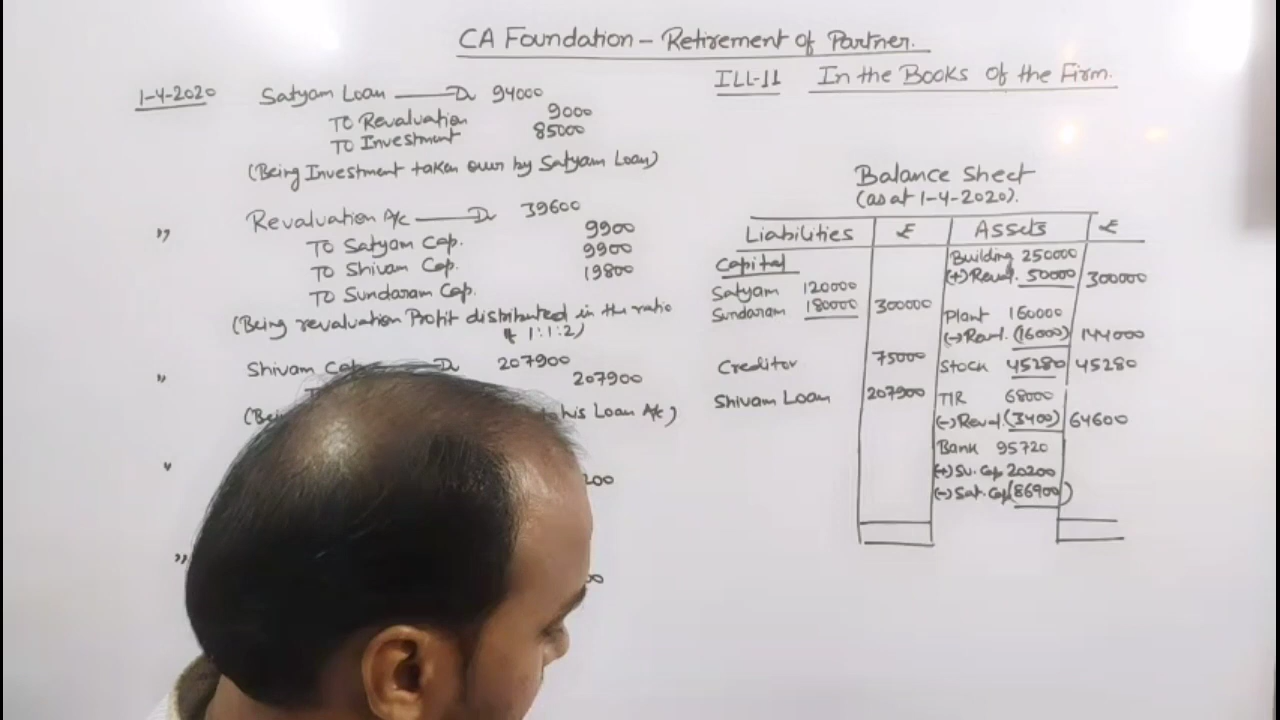 CA Foundation - Retirement of Partner.
ILL-11 In the Books of the Firm.
1-4-2020 Satyam Loan — Dr 94000
TO Revaluation 9000
TO Investment 85000
(Being Investment taken over by Satyam Loan)
" Revaluation A/c — Dr 39600
TO Satyam Cap. 9900
TO Shivam Cap. 9900
TO Sundaram Cap. 19800
(Being revaluation Profit distributed in the ratio
of 1:1:2)
" Shivam Cap — Dr 207900
207900
(Be his Loan A/c)
" 200
"
Balance Sheet
(as at 1-4-2020).
Liabilities ₤ Assets ₤
Capital Building 250000
(+) Reval. 50000 300000
Satyam 120000
Sundaram 180000 300000 Plant 160000
(-) Reval. (16000) 144000
Creditor 75000 Stock 45280 45280
Shivam Loan 207900 TIR 68000
(-) Reval. (3400) 64600
Bank 95720
(+) Su. Cap 20200
(-) Sat. Cap (86900)